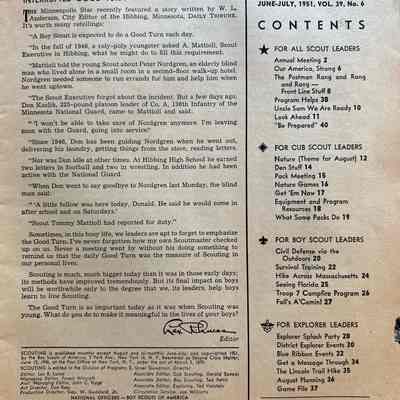 THE Minneapolis Star recently featured a story written by W. L.
Anderson, City Editor of the Hibbing, Minnesota, DAILY TRIBUNE.
It's worth many retellings:
"A Boy Scout is expected to do a Good Turn each day.
"In the fall of 1946, a roly-poly youngster asked A. Mattoli, Scout
Executive in Hibbing, what he might do to fill this requirement.
"Mattoli told the young Scout about Peter Nordgren, an elderly blind
man who lived alone in a small room in a second-floor walk-up hotel.
Nordgren needed someone to run errands for him and help him when
he went uptown.
"The Scout Executive forgot about the incident. But a few days ago
Don 225-pound platoon leader of Co. A, 136th Infantry of the
Minnesota National Guard, came to Mattioli and said:
"'I won't be able to take care of Nordgren anymore. I'm leaving
man with the Guard, going into service'
"Since 1946, Don has been guiding Nordgren when he went out,
delivering his laundry, getting things from the store, reading letters.
"Nor was Don idle at other times. At Hibbing High School he earned
two letters in football and two in wrestling. In addition he had been
active with the National Guard.
"When Don went to say goodbye to Nordgren last Monday, the blind
man said:
"'A little fellow was here today, Donald. He said he would come in
after school and on Saturdays.'
"Scout Tommy Mattioli had reported for duty."
Sometimes, in this busy life, we leaders are apt to forget to emphasize
the Good Turn. I've never forgotten how my own Scoutmaster checked
up on us. Never a meeting went by without his doing something to
remind us that the daily Good Turn was the measure of Scouting in
our personal lives.
Scouting is much, much bigger today than it was in those early days;
its methods have improved tremendously. But its final impact on boys
will be worthwhile only to the degree that we, its leaders, help boys
learn to live Scouting.
The Good Turn is as important today as it was when Scouting was
young. What do you do to make it meaningful in the lives of your boys?
Editor
NATIONAL OFFICERS—BOY SCOUTS OF AMERICA
JUNE-JULY, 1951, VOL. 39, No. 6
CONTENTS
FOR ALL SCOUT LEADERS
Annual Meeting 2
Our America, Strong 6
The Postman Rang and Rang
and Rang—
Front Line Stuff 8
Program Helps 38
Uncle Sam We Are Ready 10
Look Ahead 11
"Be Prepared" 40
FOR CUB SCOUT LEADERS
Nature (Theme for August) 12
Den Stuff 14
Pack Meeting 15
Nature Games 16
Get 'Em Now 17
Equipment and Program
Resources 18
What Some Packs Do 19
FOR BOY SCOUT LEADERS
Civil Defense via the
Outdoors 20
Survival Training 22
Hike Across Massachusetts 24
Seeing Florida 25
Troop 7 Campfire Program 26
Fall's A'Comin! 27
FOR EXPLORER LEADERS
Explorer Splash Party 28
District Explorer Events 30
Blue Ribbon Events 32
Get a Message Through 34
The Lincoln Trail Hike 35
August Planning 36
Game File 37